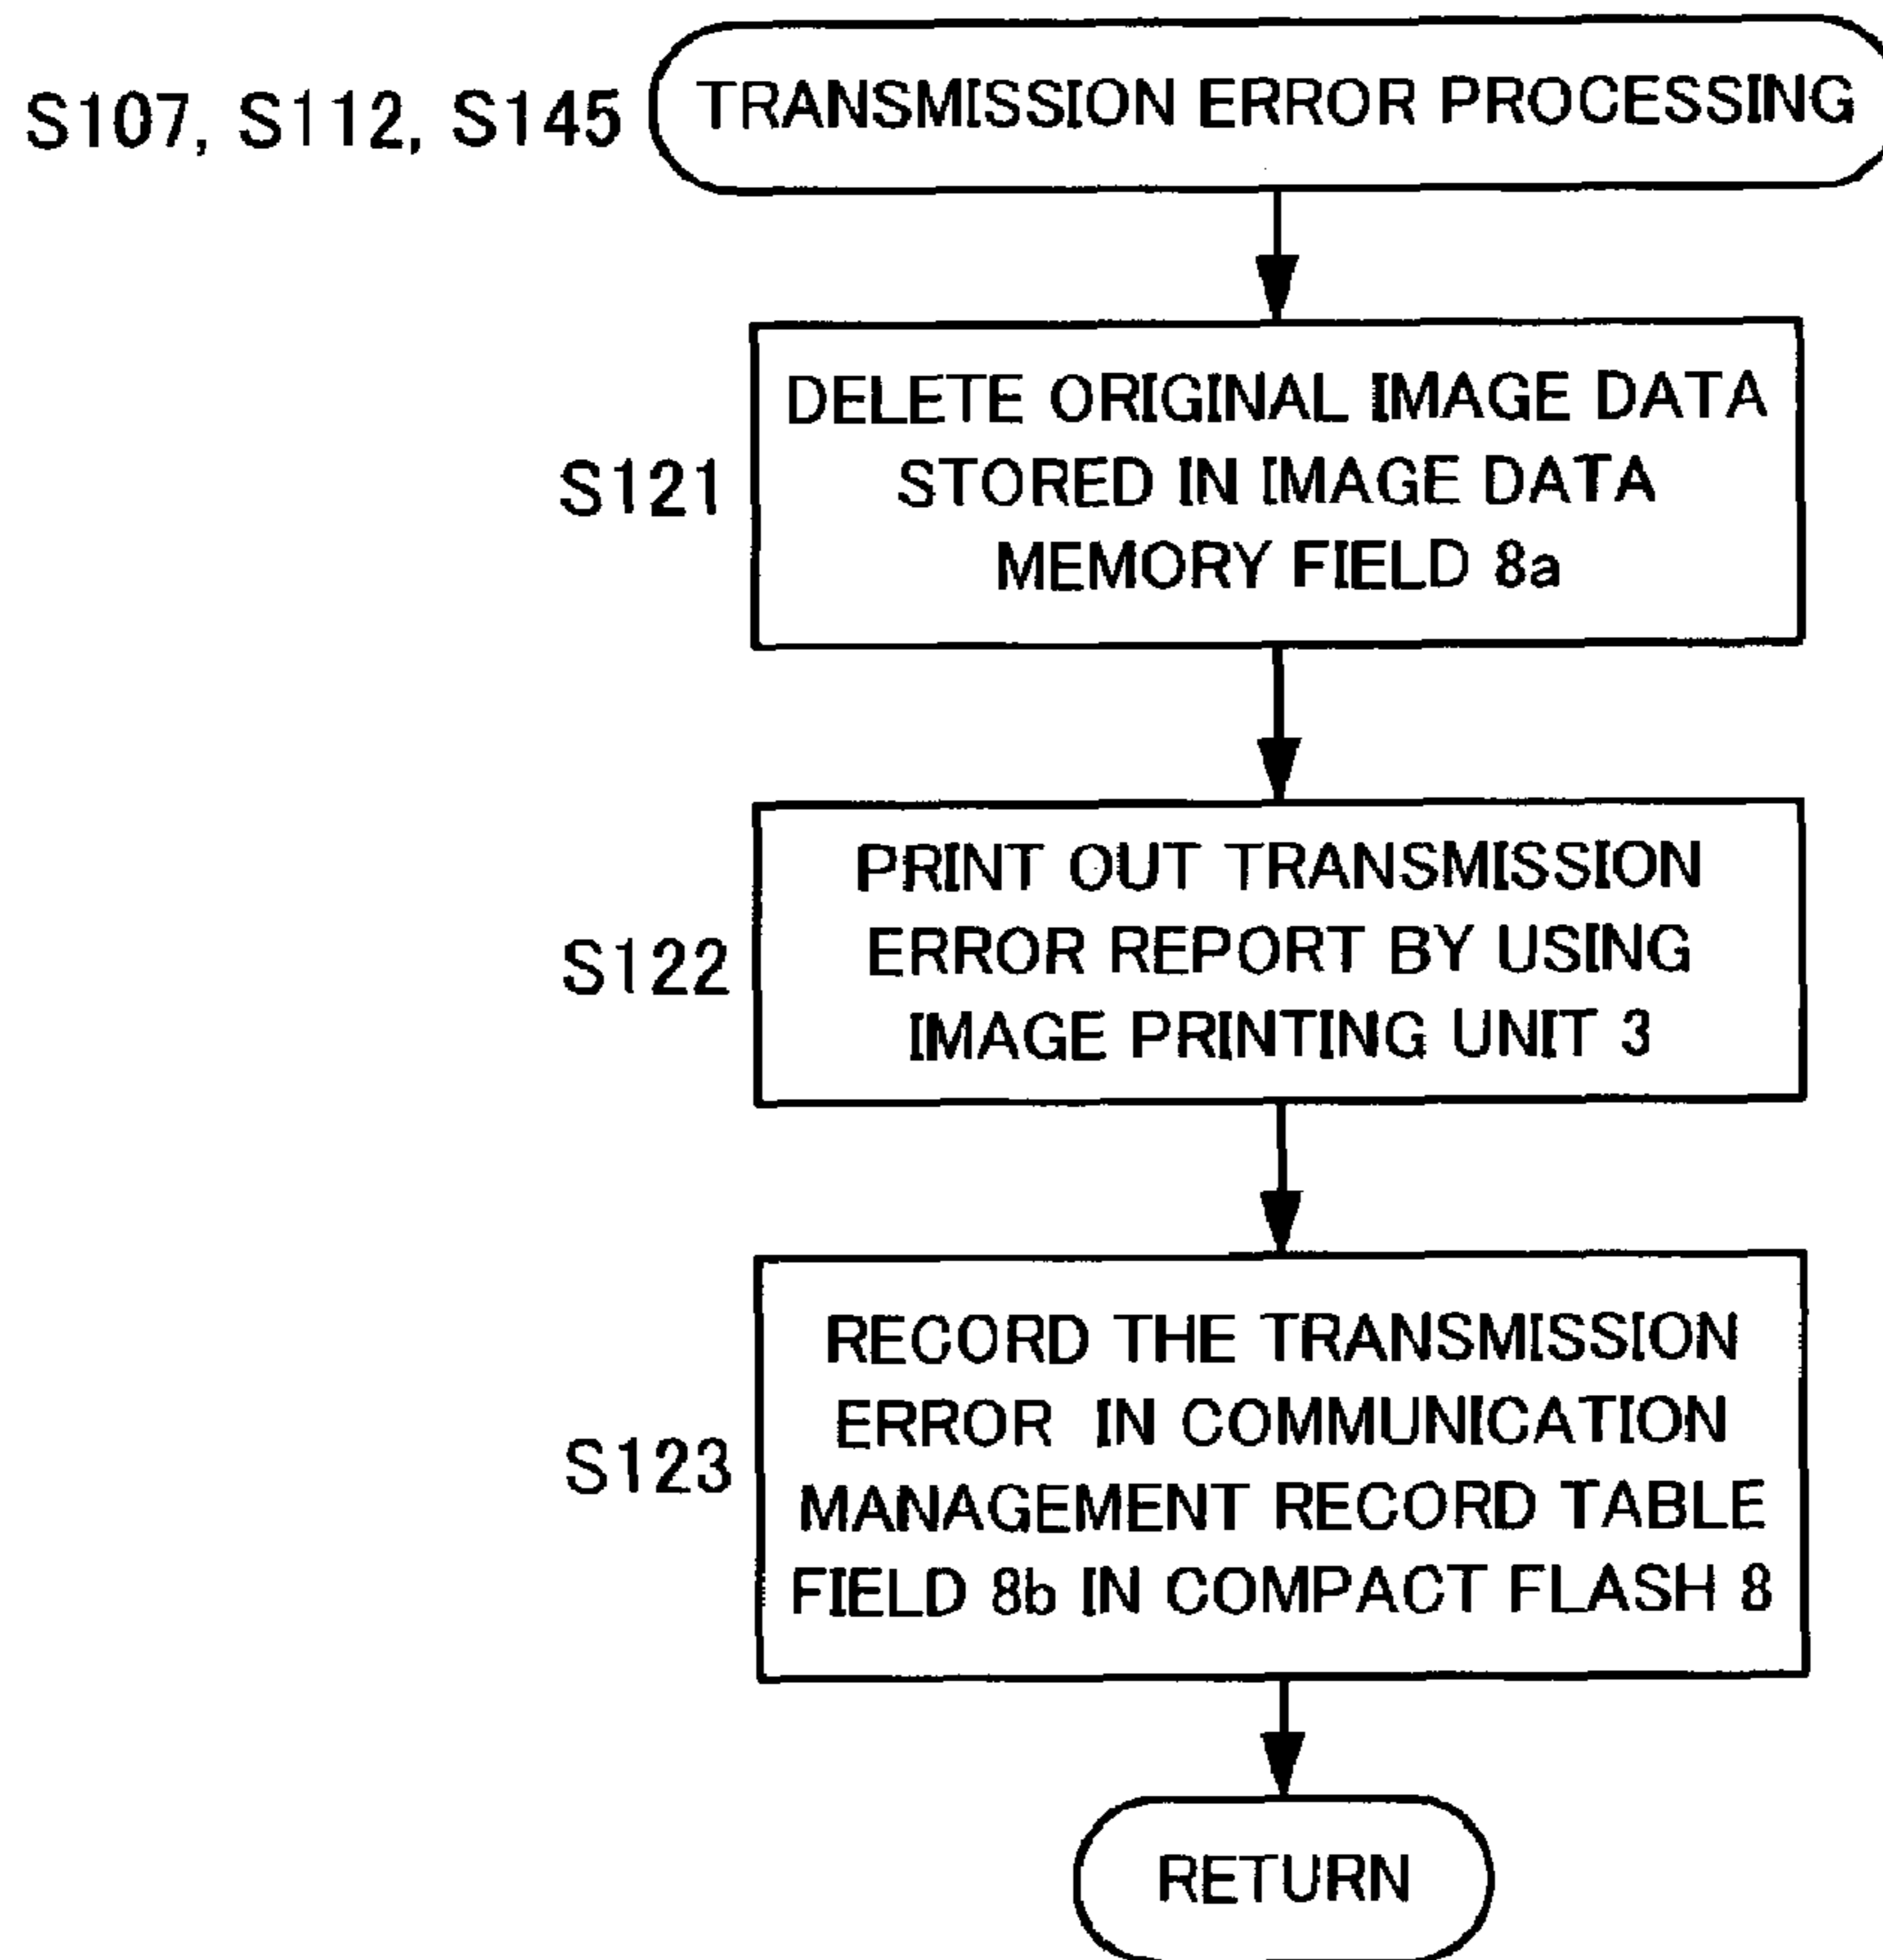 S107, S112, S145 TRANSMISSION ERROR PROCESSING
DELETE ORIGINAL IMAGE DATA
S121 STORED IN IMAGE DATA
MEMORY FIELD 8a
PRINT OUT TRANSMISSION
S122 ERROR REPORT BY USING
IMAGE PRINTING UNIT 3
RECORD THE TRANSMISSION
ERROR IN COMMUNICATION
S123 MANAGEMENT RECORD TABLE
FIELD 8b IN COMPACT FLASH 8
RETURN